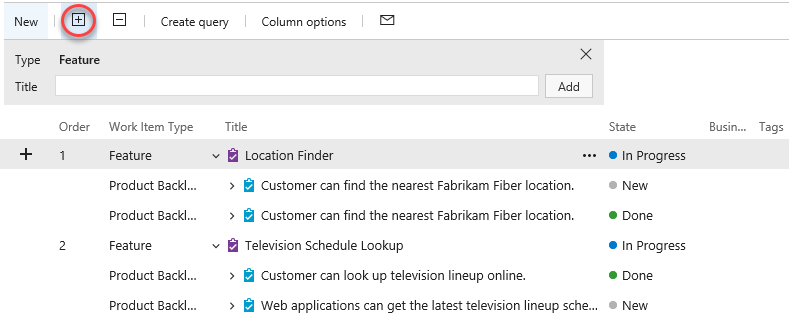 New Create query Column options
Type Feature
Title Add
Order Work Item Type Title State Busin... Tags
1 Feature Location Finder ••• In Progress
Product Backl... Customer can find the nearest Fabrikam Fiber location. New
Product Backl... Customer can find the nearest Fabrikam Fiber location. Done
2 Feature Television Schedule Lookup In Progress
Product Backl... Customer can look up television lineup online. Done
Product Backl... Web applications can get the latest television lineup sche... New